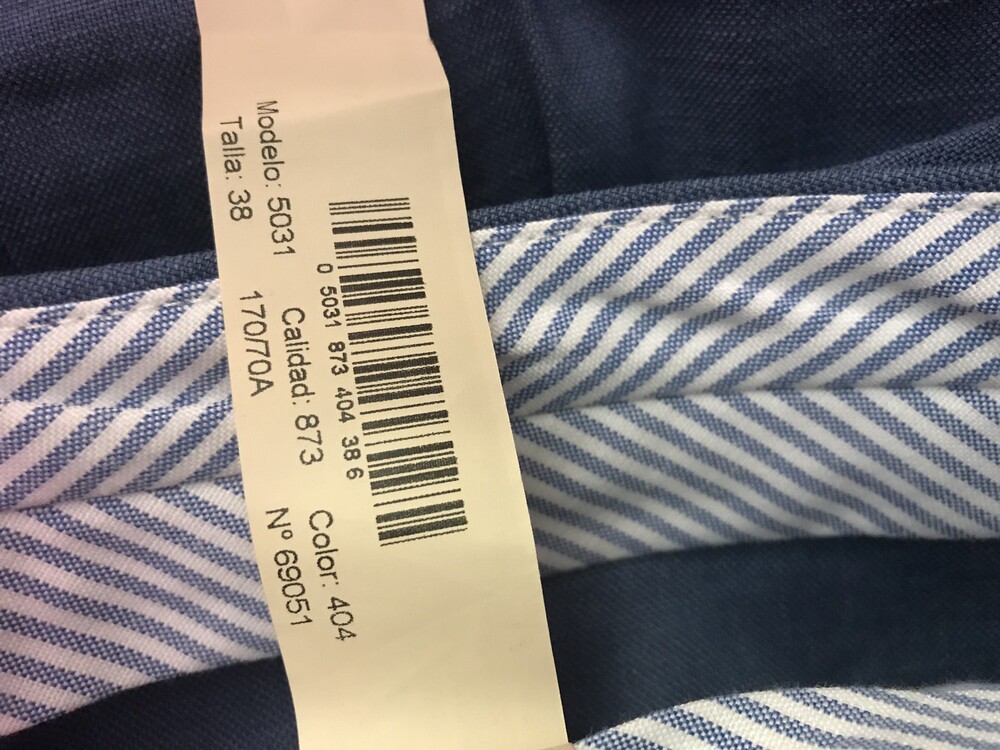 0 5031 873 404 38 6
Modelo: 5031 Calidad: 873 Color: 404
Talla: 38 170/70A Nº 69051